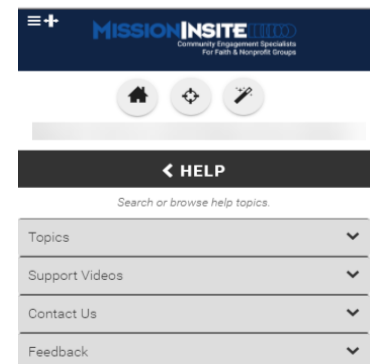 MISSIONINSITE
Community Engagement Specialists
For Faith & Nonprofit Groups
HELP
Search or browse help topics.
Topics
Support Videos
Contact Us
Feedback